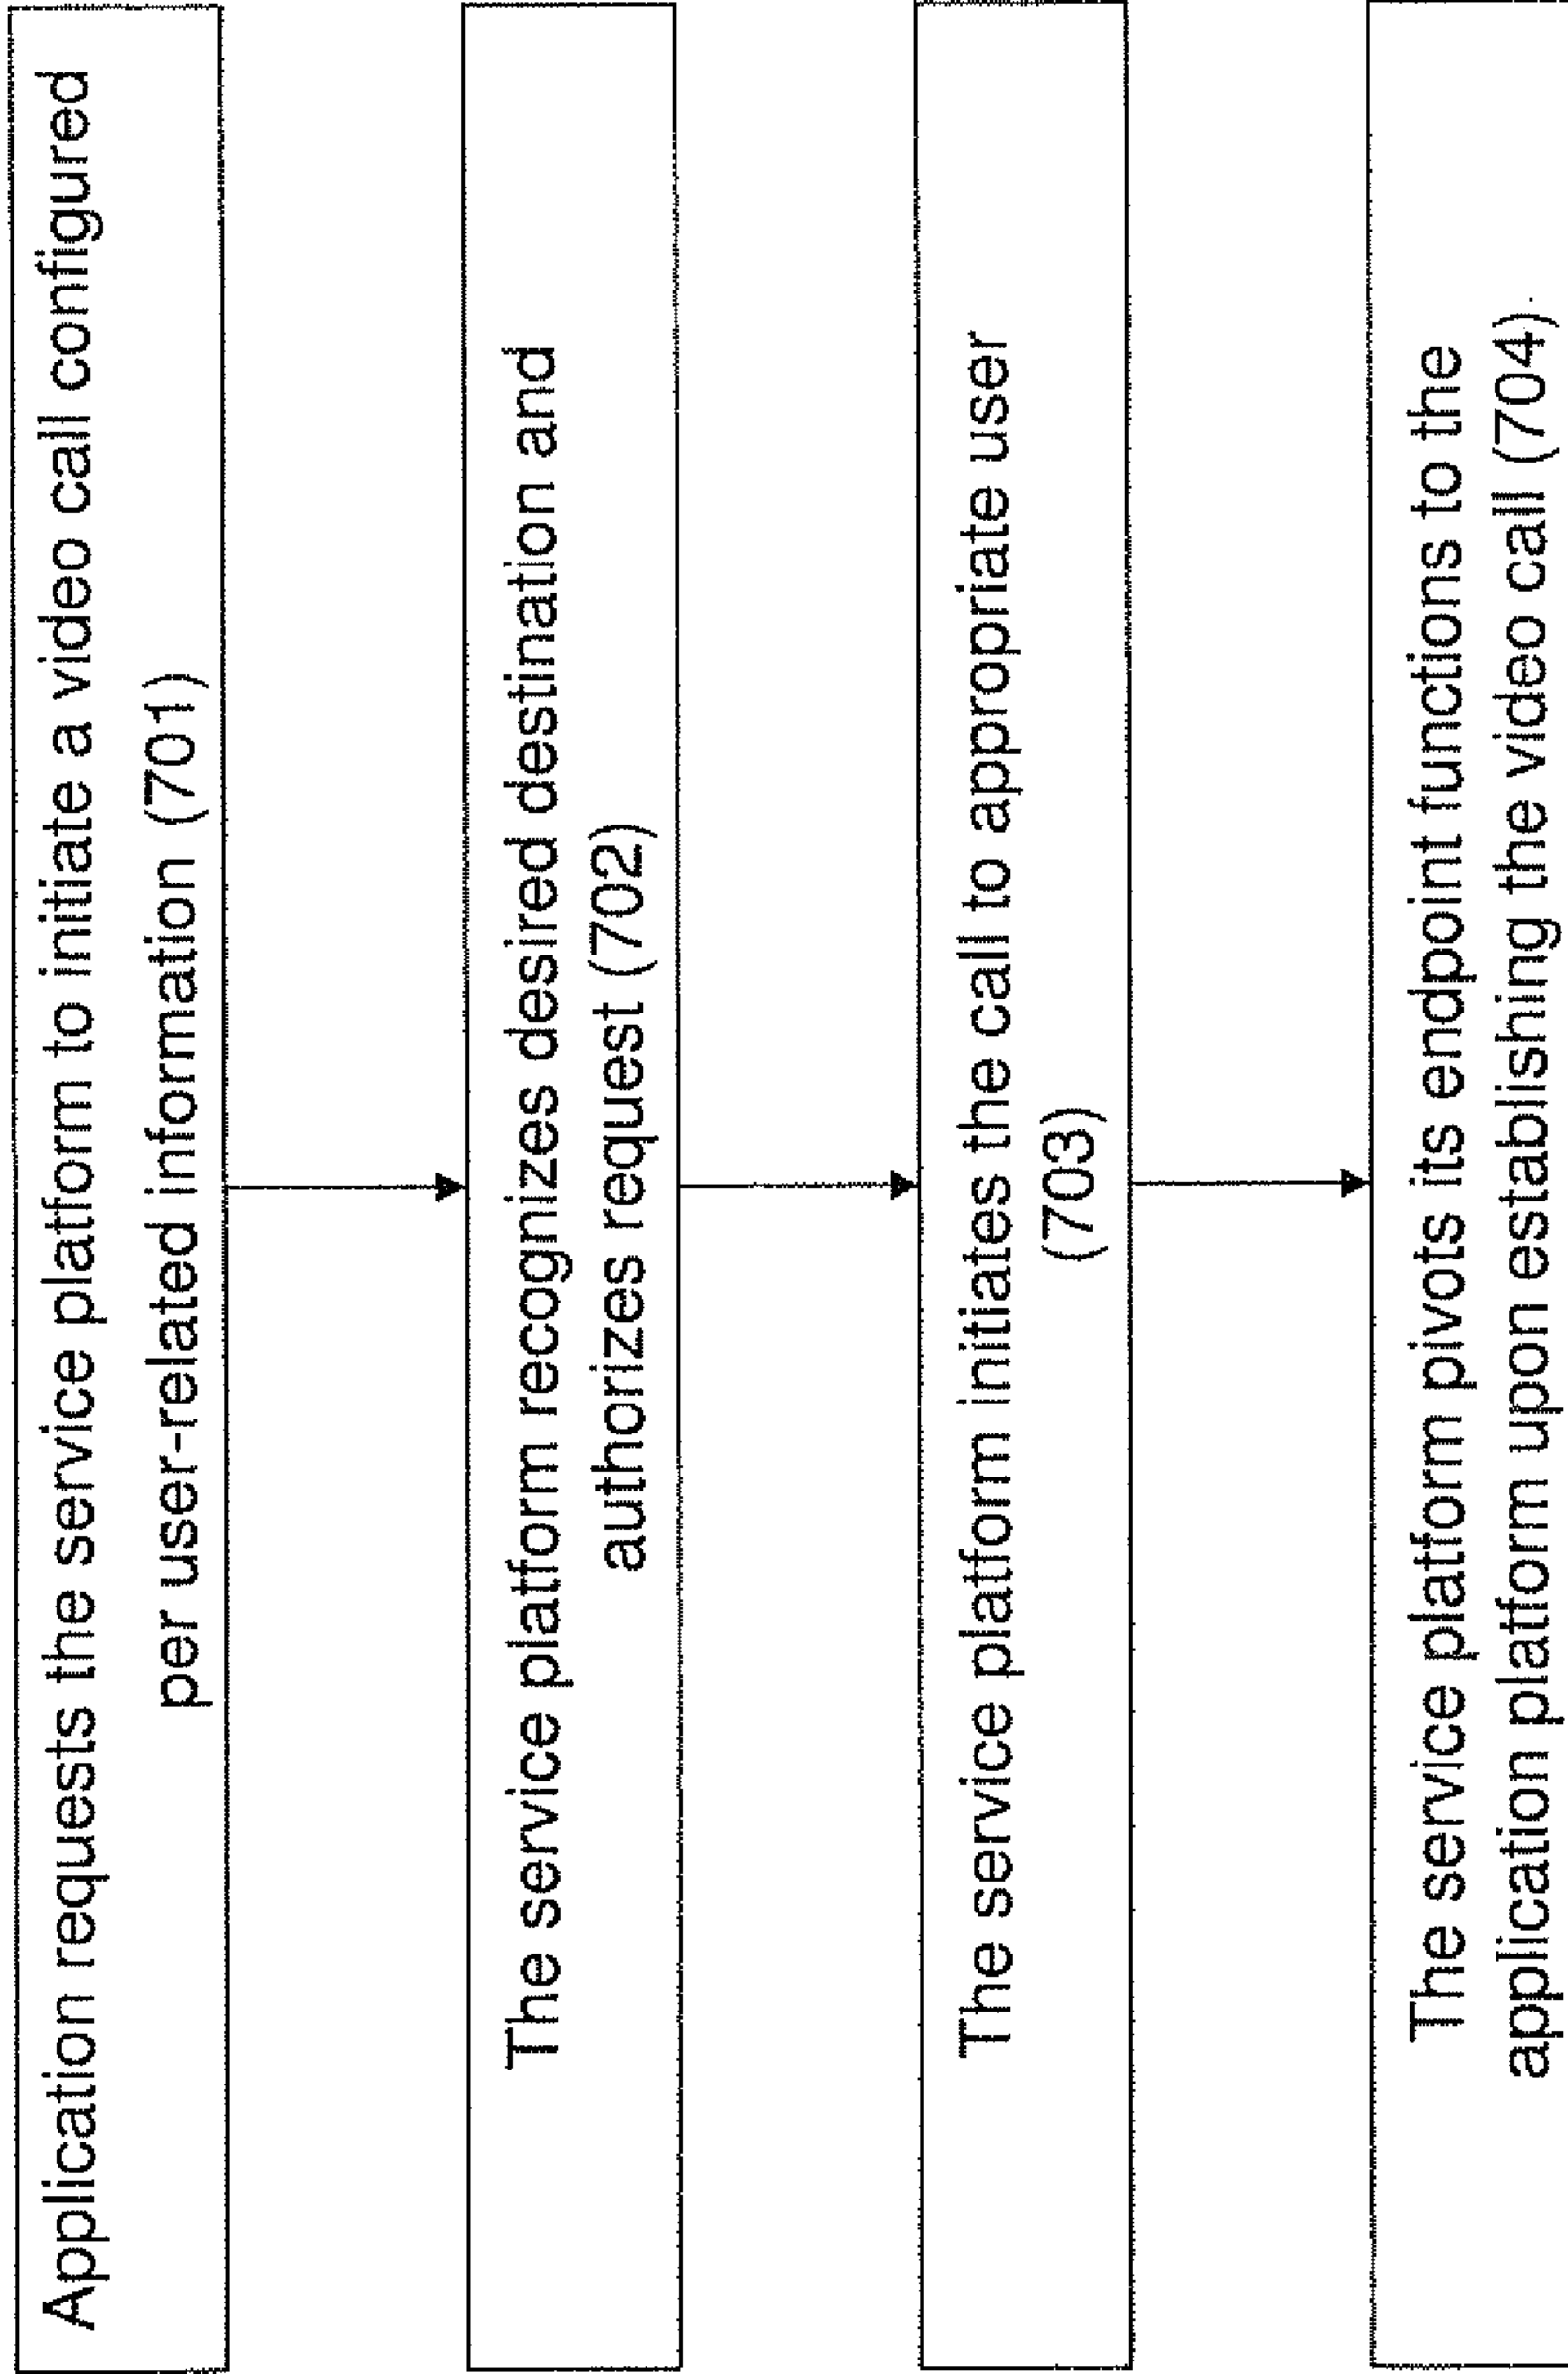 Application requests the service platform to initiate a video call configured
per user-related information (701)
The service platform recognizes desired destination and
authorizes request (702)
The service platform initiates the call to appropriate user
(703)
The service platform pivots its endpoint functions to the
application platform upon establishing the video call (704)